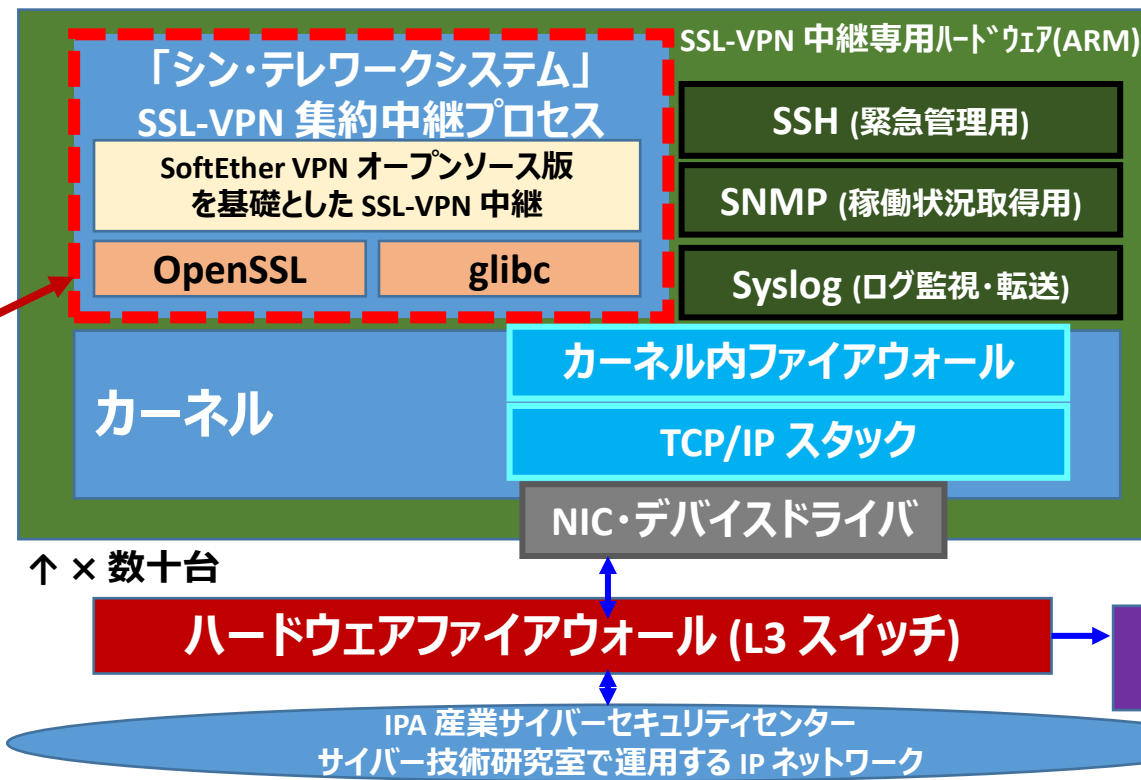 SSL-VPN 中継専用ﾊｰﾄﾞｳｪｱ(ARM)
「シン・テレワークシステム」
SSL-VPN 集約中継プロセス
SoftEther VPN オープンソース版
を基礎とした SSL-VPN 中継
OpenSSL
glibc
SSH (緊急管理用)
SNMP (稼働状況取得用)
Syslog (ログ監視・転送)
カーネル
カーネル内ファイアウォール
TCP/IP スタック
NIC・デバイスドライバ
↑ × 数十台
ハードウェアファイアウォール (L3 スイッチ)
IPA 産業サイバーセキュリティセンター
サイバー技術研究室で運用する IP ネットワーク